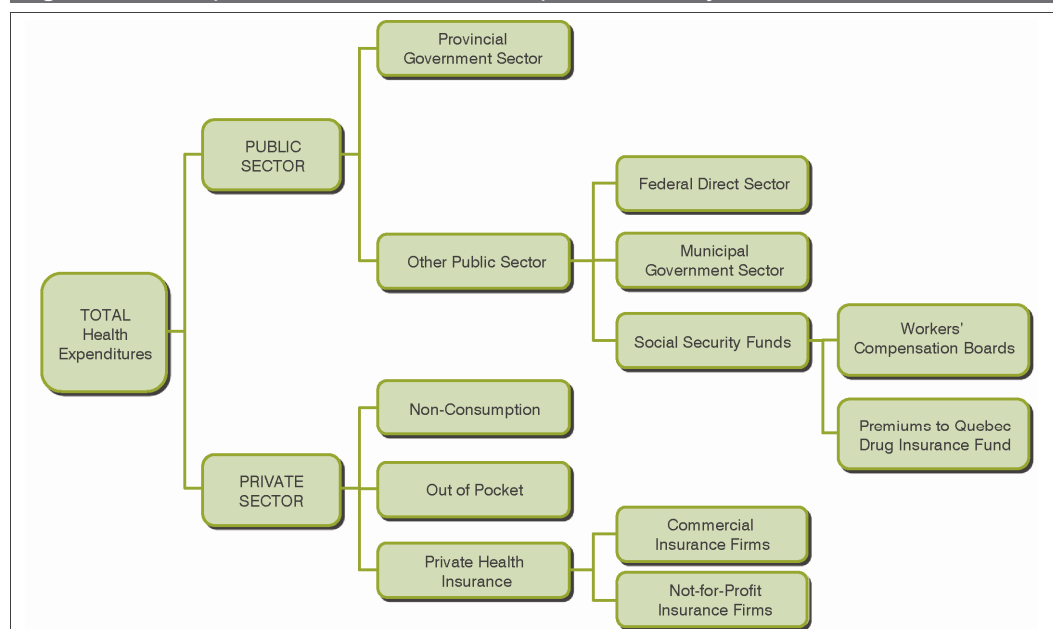 Provincial
Government Sector
PUBLIC
SECTOR
Federal Direct Sector
Municipal
Government Sector
Other Public Sector
TOTAL
Health
Expenditures
Social Security Funds
Workers'
Compensation Boards
Non-Consumption
Premiums to Quebec
Drug Insurance Fund
PRIVATE
SECTOR
Out of Pocket
Commercial
Insurance Firms
Private Health
Insurance
Not-for-Profit
Insurance Firms